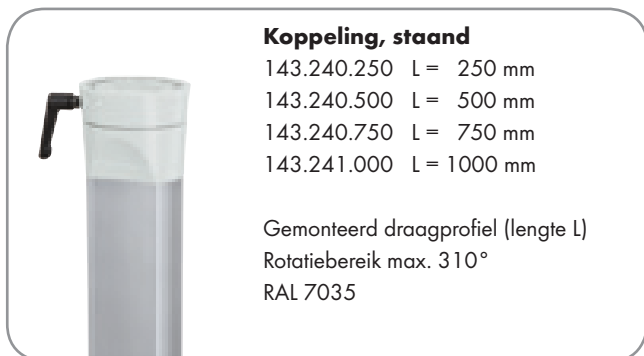 Koppeling, staand
143.240.250 L = 250 mm
143.240.500 L = 500 mm
143.240.750 L = 750 mm
143.241.000 L = 1000 mm
Gemonteerd draagprofiel (lengte L)
Rotatiebereik max. 310°
RAL 7035